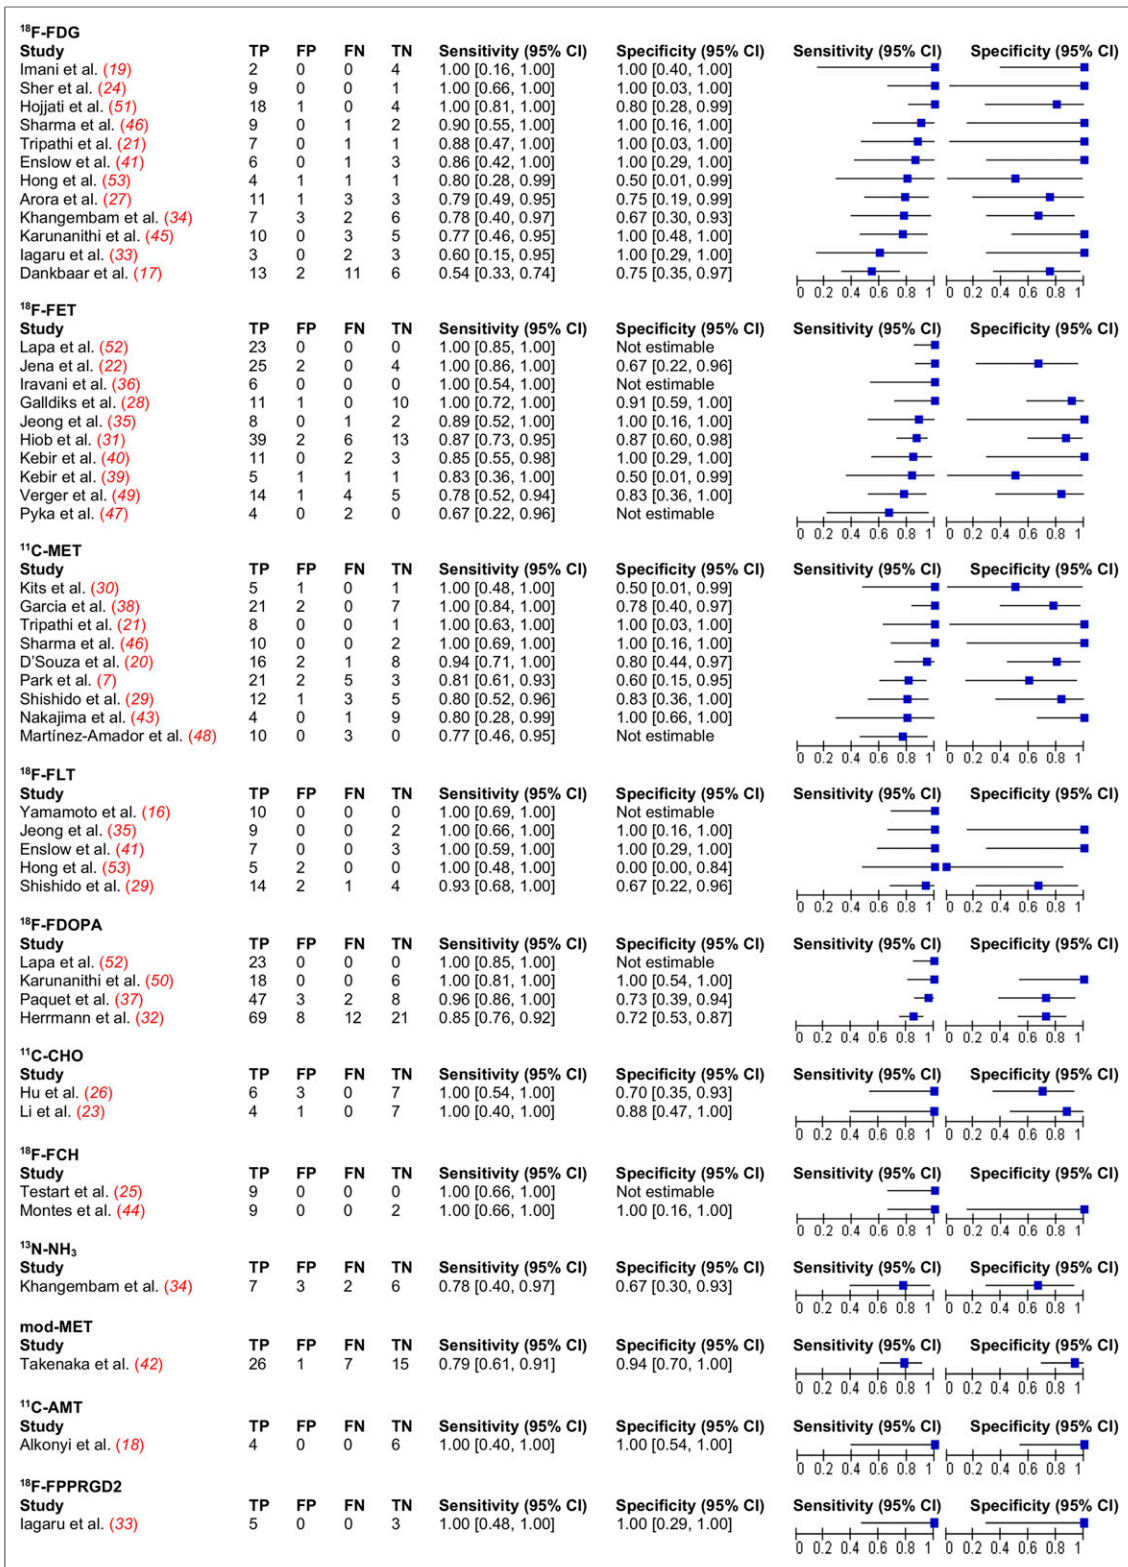 ¹⁸F-FDG
Study TP FP FN TN Sensitivity (95% CI) Specificity (95% CI) Sensitivity (95% CI) Specificity (95% CI)
Imani et al. (19) 2 0 0 4 1.00 [0.16, 1.00] 1.00 [0.40, 1.00]
Sher et al. (24) 9 0 0 1 1.00 [0.66, 1.00] 1.00 [0.03, 1.00]
Hojjati et al. (51) 18 1 0 4 1.00 [0.81, 1.00] 0.80 [0.28, 0.99]
Sharma et al. (46) 9 0 1 2 0.90 [0.55, 1.00] 1.00 [0.16, 1.00]
Tripathi et al. (21) 7 0 1 1 0.88 [0.47, 1.00] 1.00 [0.03, 1.00]
Enslow et al. (41) 6 0 1 3 0.86 [0.42, 1.00] 1.00 [0.29, 1.00]
Hong et al. (53) 4 1 1 1 0.80 [0.28, 0.99] 0.50 [0.01, 0.99]
Arora et al. (27) 11 1 3 3 0.79 [0.49, 0.95] 0.75 [0.19, 0.99]
Khangembam et al. (34) 7 3 2 6 0.78 [0.40, 0.97] 0.67 [0.30, 0.93]
Karunanithi et al. (45) 10 0 3 5 0.77 [0.46, 0.95] 1.00 [0.48, 1.00]
Iagaru et al. (33) 3 0 2 3 0.60 [0.15, 0.95] 1.00 [0.29, 1.00]
Dankbaar et al. (17) 13 2 11 6 0.54 [0.33, 0.74] 0.75 [0.35, 0.97]
0 0.2 0.4 0.6 0.8 1 0 0.2 0.4 0.6 0.8 1
¹⁸F-FET
Study TP FP FN TN Sensitivity (95% CI) Specificity (95% CI) Sensitivity (95% CI) Specificity (95% CI)
Lapa et al. (52) 23 0 0 0 1.00 [0.85, 1.00] Not estimable
Jena et al. (22) 25 2 0 4 1.00 [0.86, 1.00] 0.67 [0.22, 0.96]
Iravani et al. (36) 6 0 0 0 1.00 [0.54, 1.00] Not estimable
Galldiks et al. (28) 11 1 0 10 1.00 [0.72, 1.00] 0.91 [0.59, 1.00]
Jeong et al. (35) 8 0 1 2 0.89 [0.52, 1.00] 1.00 [0.16, 1.00]
Hiob et al. (31) 39 2 6 13 0.87 [0.73, 0.95] 0.87 [0.60, 0.98]
Kebir et al. (40) 11 0 2 3 0.85 [0.55, 0.98] 1.00 [0.29, 1.00]
Kebir et al. (39) 5 1 1 1 0.83 [0.36, 1.00] 0.50 [0.01, 0.99]
Verger et al. (49) 14 1 4 5 0.78 [0.52, 0.94] 0.83 [0.36, 1.00]
Pyka et al. (47) 4 0 2 0 0.67 [0.22, 0.96] Not estimable
0 0.2 0.4 0.6 0.8 1 0 0.2 0.4 0.6 0.8 1
¹¹C-MET
Study TP FP FN TN Sensitivity (95% CI) Specificity (95% CI) Sensitivity (95% CI) Specificity (95% CI)
Kits et al. (30) 5 1 0 1 1.00 [0.48, 1.00] 0.50 [0.01, 0.99]
Garcia et al. (38) 21 2 0 7 1.00 [0.84, 1.00] 0.78 [0.40, 0.97]
Tripathi et al. (21) 8 0 0 1 1.00 [0.63, 1.00] 1.00 [0.03, 1.00]
Sharma et al. (46) 10 0 0 2 1.00 [0.69, 1.00] 1.00 [0.16, 1.00]
D'Souza et al. (20) 16 2 1 8 0.94 [0.71, 1.00] 0.80 [0.44, 0.97]
Park et al. (7) 21 2 5 3 0.81 [0.61, 0.93] 0.60 [0.15, 0.95]
Shishido et al. (29) 12 1 3 5 0.80 [0.52, 0.96] 0.83 [0.36, 1.00]
Nakajima et al. (43) 4 0 1 9 0.80 [0.28, 0.99] 1.00 [0.66, 1.00]
Martínez-Amador et al. (48) 10 0 3 0 0.77 [0.46, 0.95] Not estimable
0 0.2 0.4 0.6 0.8 1 0 0.2 0.4 0.6 0.8 1
¹⁸F-FLT
Study TP FP FN TN Sensitivity (95% CI) Specificity (95% CI) Sensitivity (95% CI) Specificity (95% CI)
Yamamoto et al. (16) 10 0 0 0 1.00 [0.69, 1.00] Not estimable
Jeong et al. (35) 9 0 0 2 1.00 [0.66, 1.00] 1.00 [0.16, 1.00]
Enslow et al. (41) 7 0 0 3 1.00 [0.59, 1.00] 1.00 [0.29, 1.00]
Hong et al. (53) 5 2 0 0 1.00 [0.48, 1.00] 0.00 [0.00, 0.84]
Shishido et al. (29) 14 2 1 4 0.93 [0.68, 1.00] 0.67 [0.22, 0.96]
0 0.2 0.4 0.6 0.8 1 0 0.2 0.4 0.6 0.8 1
¹⁸F-FDOPA
Study TP FP FN TN Sensitivity (95% CI) Specificity (95% CI) Sensitivity (95% CI) Specificity (95% CI)
Lapa et al. (52) 23 0 0 0 1.00 [0.85, 1.00] Not estimable
Karunanithi et al. (50) 18 0 0 6 1.00 [0.81, 1.00] 1.00 [0.54, 1.00]
Paquet et al. (37) 47 3 2 8 0.96 [0.86, 1.00] 0.73 [0.39, 0.94]
Herrmann et al. (32) 69 8 12 21 0.85 [0.76, 0.92] 0.72 [0.53, 0.87]
0 0.2 0.4 0.6 0.8 1 0 0.2 0.4 0.6 0.8 1
¹¹C-CHO
Study TP FP FN TN Sensitivity (95% CI) Specificity (95% CI) Sensitivity (95% CI) Specificity (95% CI)
Hu et al. (26) 6 3 0 7 1.00 [0.54, 1.00] 0.70 [0.35, 0.93]
Li et al. (23) 4 1 0 7 1.00 [0.40, 1.00] 0.88 [0.47, 1.00]
0 0.2 0.4 0.6 0.8 1 0 0.2 0.4 0.6 0.8 1
¹⁸F-FCH
Study TP FP FN TN Sensitivity (95% CI) Specificity (95% CI) Sensitivity (95% CI) Specificity (95% CI)
Testart et al. (25) 9 0 0 0 1.00 [0.66, 1.00] Not estimable
Montes et al. (44) 9 0 0 2 1.00 [0.66, 1.00] 1.00 [0.16, 1.00]
0 0.2 0.4 0.6 0.8 1 0 0.2 0.4 0.6 0.8 1
¹³N-NH₃
Study TP FP FN TN Sensitivity (95% CI) Specificity (95% CI) Sensitivity (95% CI) Specificity (95% CI)
Khangembam et al. (34) 7 3 2 6 0.78 [0.40, 0.97] 0.67 [0.30, 0.93]
0 0.2 0.4 0.6 0.8 1 0 0.2 0.4 0.6 0.8 1
mod-MET
Study TP FP FN TN Sensitivity (95% CI) Specificity (95% CI) Sensitivity (95% CI) Specificity (95% CI)
Takenaka et al. (42) 26 1 7 15 0.79 [0.61, 0.91] 0.94 [0.70, 1.00]
0 0.2 0.4 0.6 0.8 1 0 0.2 0.4 0.6 0.8 1
¹¹C-AMT
Study TP FP FN TN Sensitivity (95% CI) Specificity (95% CI) Sensitivity (95% CI) Specificity (95% CI)
Alkonyi et al. (18) 4 0 0 6 1.00 [0.40, 1.00] 1.00 [0.54, 1.00]
0 0.2 0.4 0.6 0.8 1 0 0.2 0.4 0.6 0.8 1
¹⁸F-FPPRGD2
Study TP FP FN TN Sensitivity (95% CI) Specificity (95% CI) Sensitivity (95% CI) Specificity (95% CI)
Iagaru et al. (33) 5 0 0 3 1.00 [0.48, 1.00] 1.00 [0.29, 1.00]
0 0.2 0.4 0.6 0.8 1 0 0.2 0.4 0.6 0.8 1